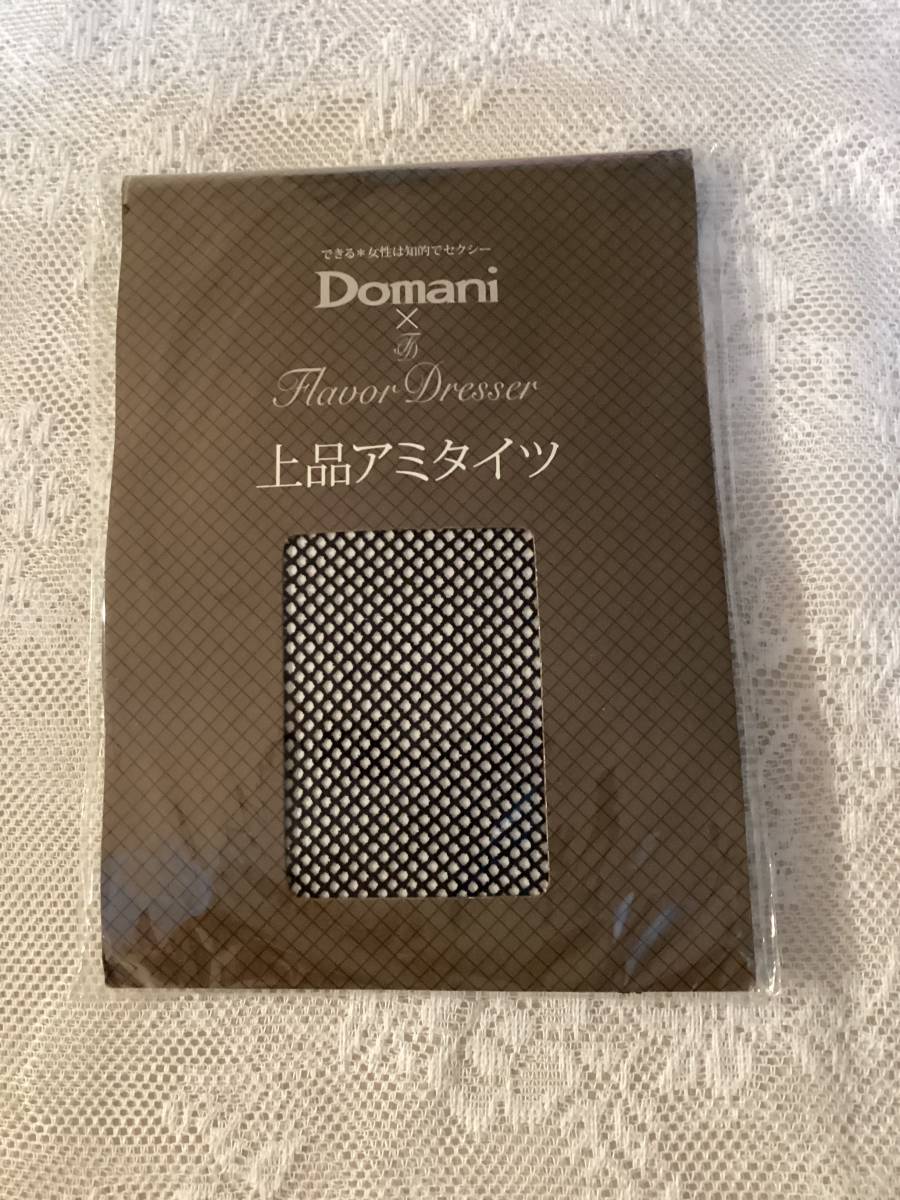 できる*女性は知的でセクシー
Domani
×
FD
Flavor Dresser
上品アミタイツ